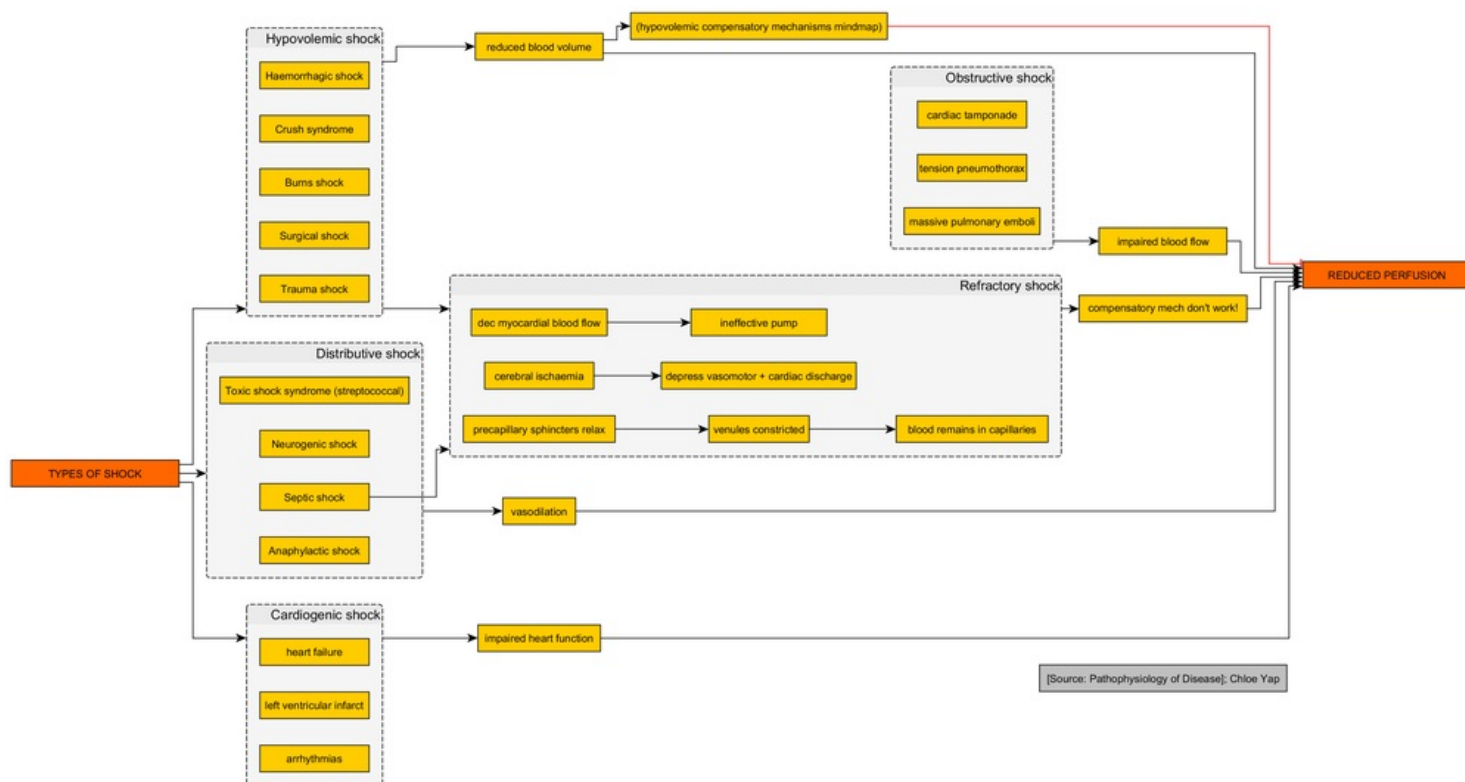 Hypovolemic shock
Haemorrhagic shock
Crush syndrome
Burns shock
Surgical shock
Trauma shock
reduced blood volume
(hypovolemic compensatory mechanisms mindmap)
Obstructive shock
cardiac tamponade
tension pneumothorax
massive pulmonary emboli
impaired blood flow
REDUCED PERFUSION
Refractory shock
dec myocardial blood flow
ineffective pump
cerebral ischaemia
depress vasomotor + cardiac discharge
precapillary sphincters relax
venules constricted
blood remains in capillaries
compensatory mech don't work!
TYPES OF SHOCK
Distributive shock
Toxic shock syndrome (streptococcal)
Neurogenic shock
Septic shock
Anaphylactic shock
vasodilation
Cardiogenic shock
heart failure
left ventricular infarct
arrhythmias
impaired heart function
[Source: Pathophysiology of Disease]; Chloe Yap